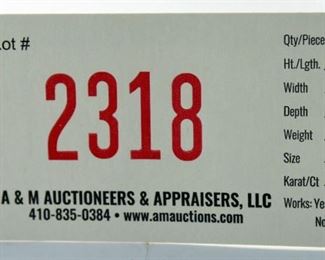 Lot #
2318
A & M AUCTIONEERS & APPRAISERS, LLC
410-835-0384 • www.amauctions.com
Qty/Piece
Ht./Lgth.
Width
Depth
Weight
Size
Karat/Ct
Works: Ye
No